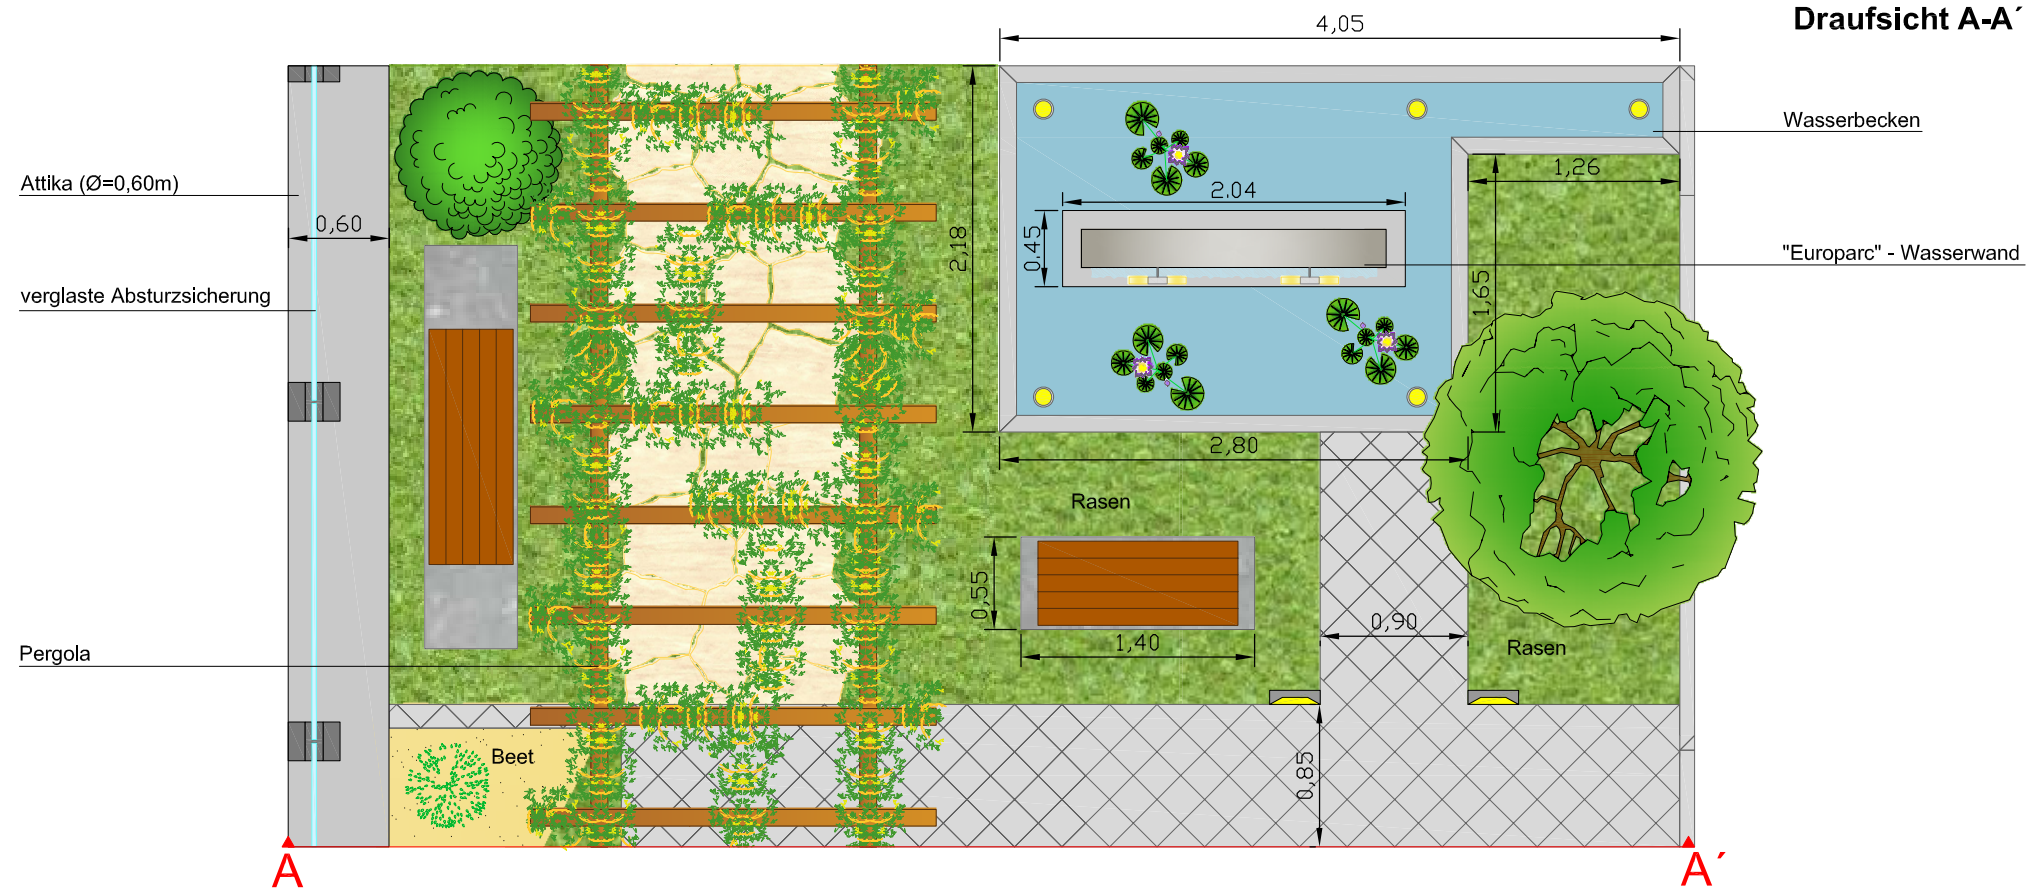 Draufsicht A-A´
4,05
Wasserbecken
1,26
Attika (Ø=0,60m)
2.04
0,60
2,18
0.45
"Europarc" - Wasserwand
1,65
verglaste Absturzsicherung
2,80
Rasen
0,55
0,90
1,40
Rasen
Pergola
Beet
0,85
A
A´